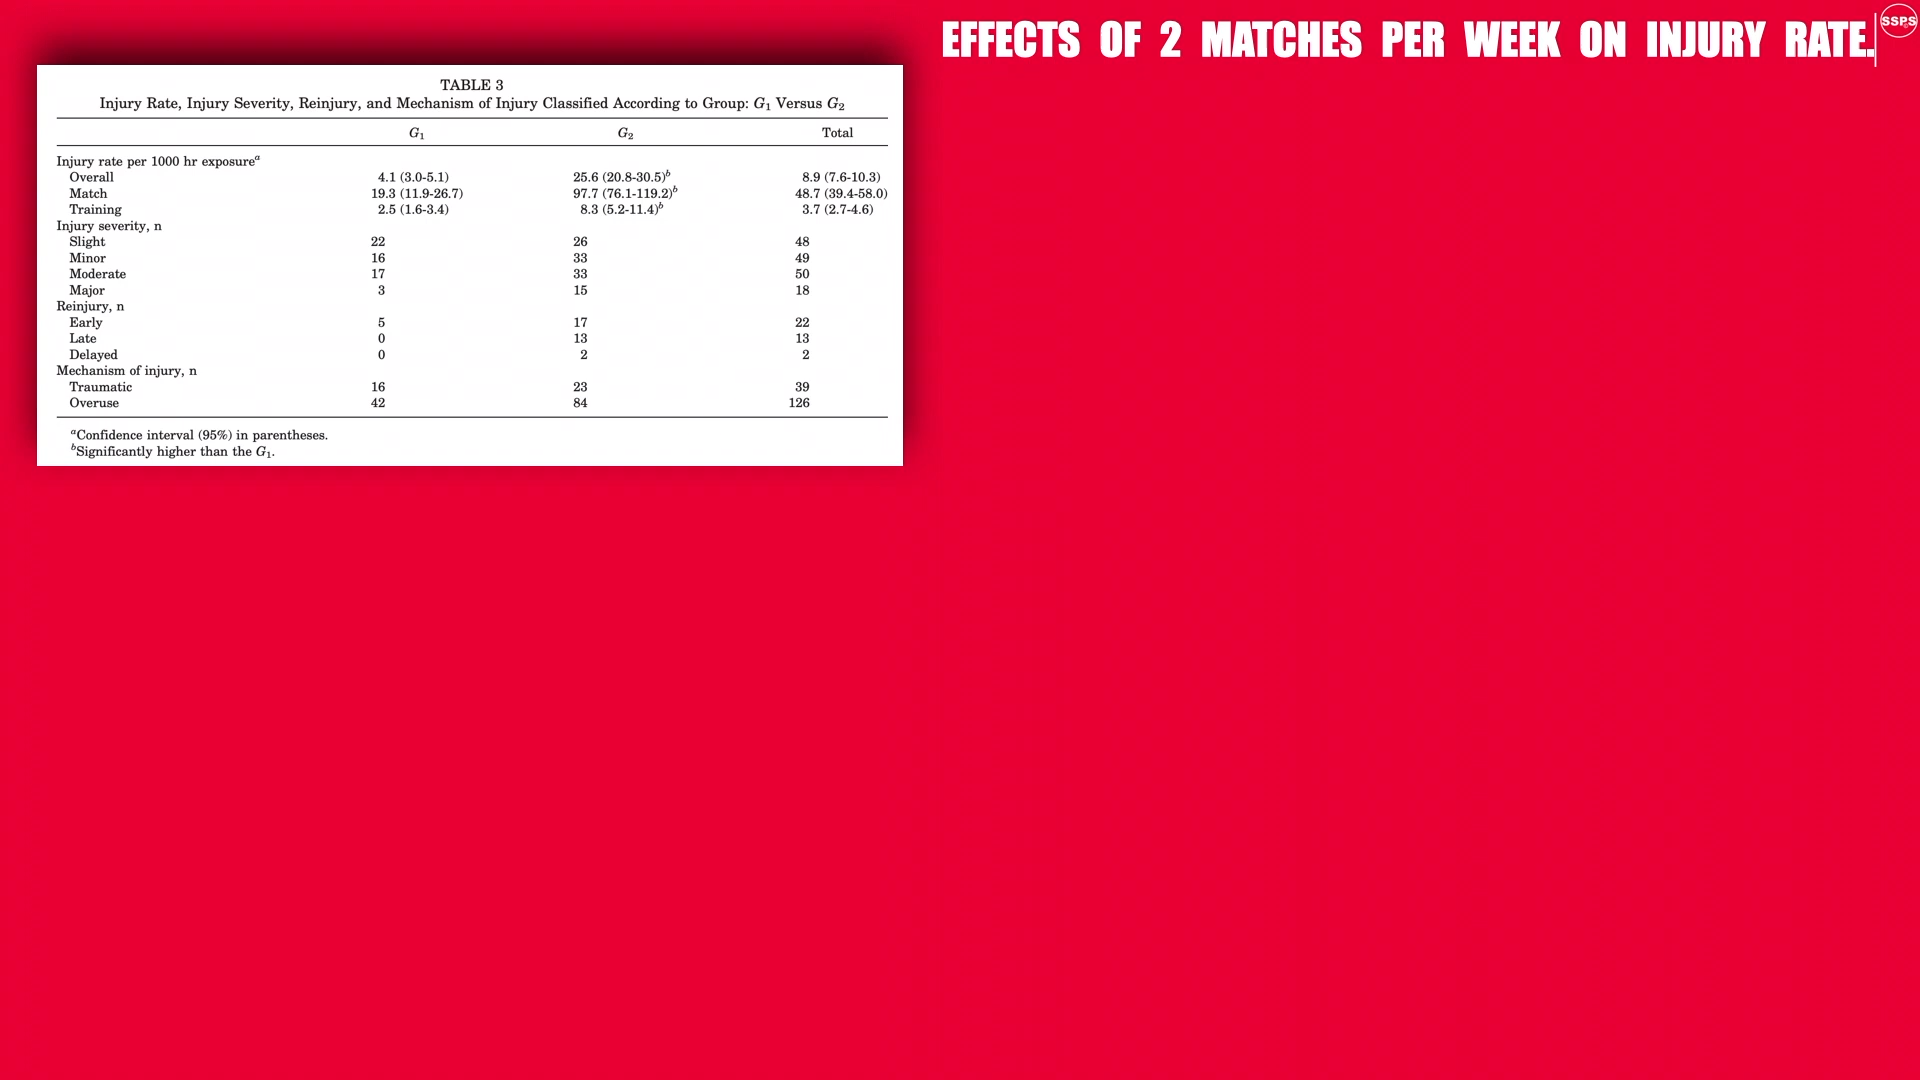 EFFECTS OF 2 MATCHES PER WEEK ON INJURY RATE.
SSPS
TABLE 3
Injury Rate, Injury Severity, Reinjury, and Mechanism of Injury Classified According to Group: G1 Versus G2
G1 G2 Total
Injury rate per 1000 hr exposurea
Overall 4.1 (3.0-5.1) 25.6 (20.8-30.5)b 8.9 (7.6-10.3)
Match 19.3 (11.9-26.7) 97.7 (76.1-119.2)b 48.7 (39.4-58.0)
Training 2.5 (1.6-3.4) 8.3 (5.2-11.4)b 3.7 (2.7-4.6)
Injury severity, n
Slight 22 26 48
Minor 16 33 49
Moderate 17 33 50
Major 3 15 18
Reinjury, n
Early 5 17 22
Late 0 13 13
Delayed 0 2 2
Mechanism of injury, n
Traumatic 16 23 39
Overuse 42 84 126
aConfidence interval (95%) in parentheses.
bSignificantly higher than the G1.